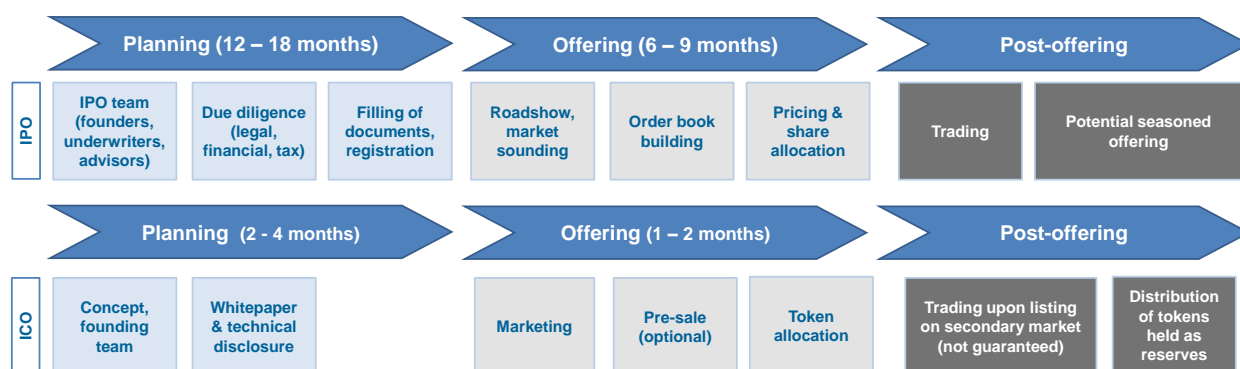 Planning (12 – 18 months)
Offering (6 – 9 months)
Post-offering
IPO
IPO team
(founders,
underwriters,
advisors)
Due diligence
(legal,
financial, tax)
Filling of
documents,
registration
Roadshow,
market
sounding
Order book
building
Pricing &
share
allocation
Trading
Potential seasoned
offering
Planning (2 - 4 months)
Offering (1 – 2 months)
Post-offering
ICO
Concept,
founding
team
Whitepaper
& technical
disclosure
Marketing
Pre-sale
(optional)
Token
allocation
Trading upon listing
on secondary market
(not guaranteed)
Distribution
of tokens
held as
reserves